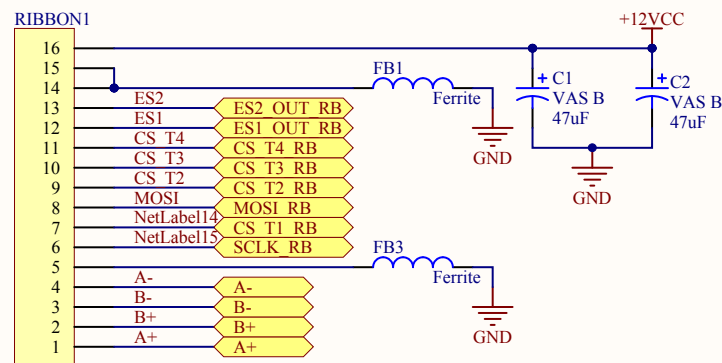 RIBBON1
+12VCC
16
15
14
FB1
Ferrite
GND
C1
VAS B
47uF
C2
VAS B
47uF
GND
13 ES2 ES2_OUT_RB
12 ES1 ES1_OUT_RB
11 CS_T4 CS_T4_RB
10 CS_T3 CS_T3_RB
9 CS_T2 CS_T2_RB
8 MOSI MOSI_RB
7 NetLabel14 CS_T1_RB
6 NetLabel15 SCLK_RB
5
FB3
Ferrite
GND
4 A- A-
3 B- B-
2 B+ B+
1 A+ A+